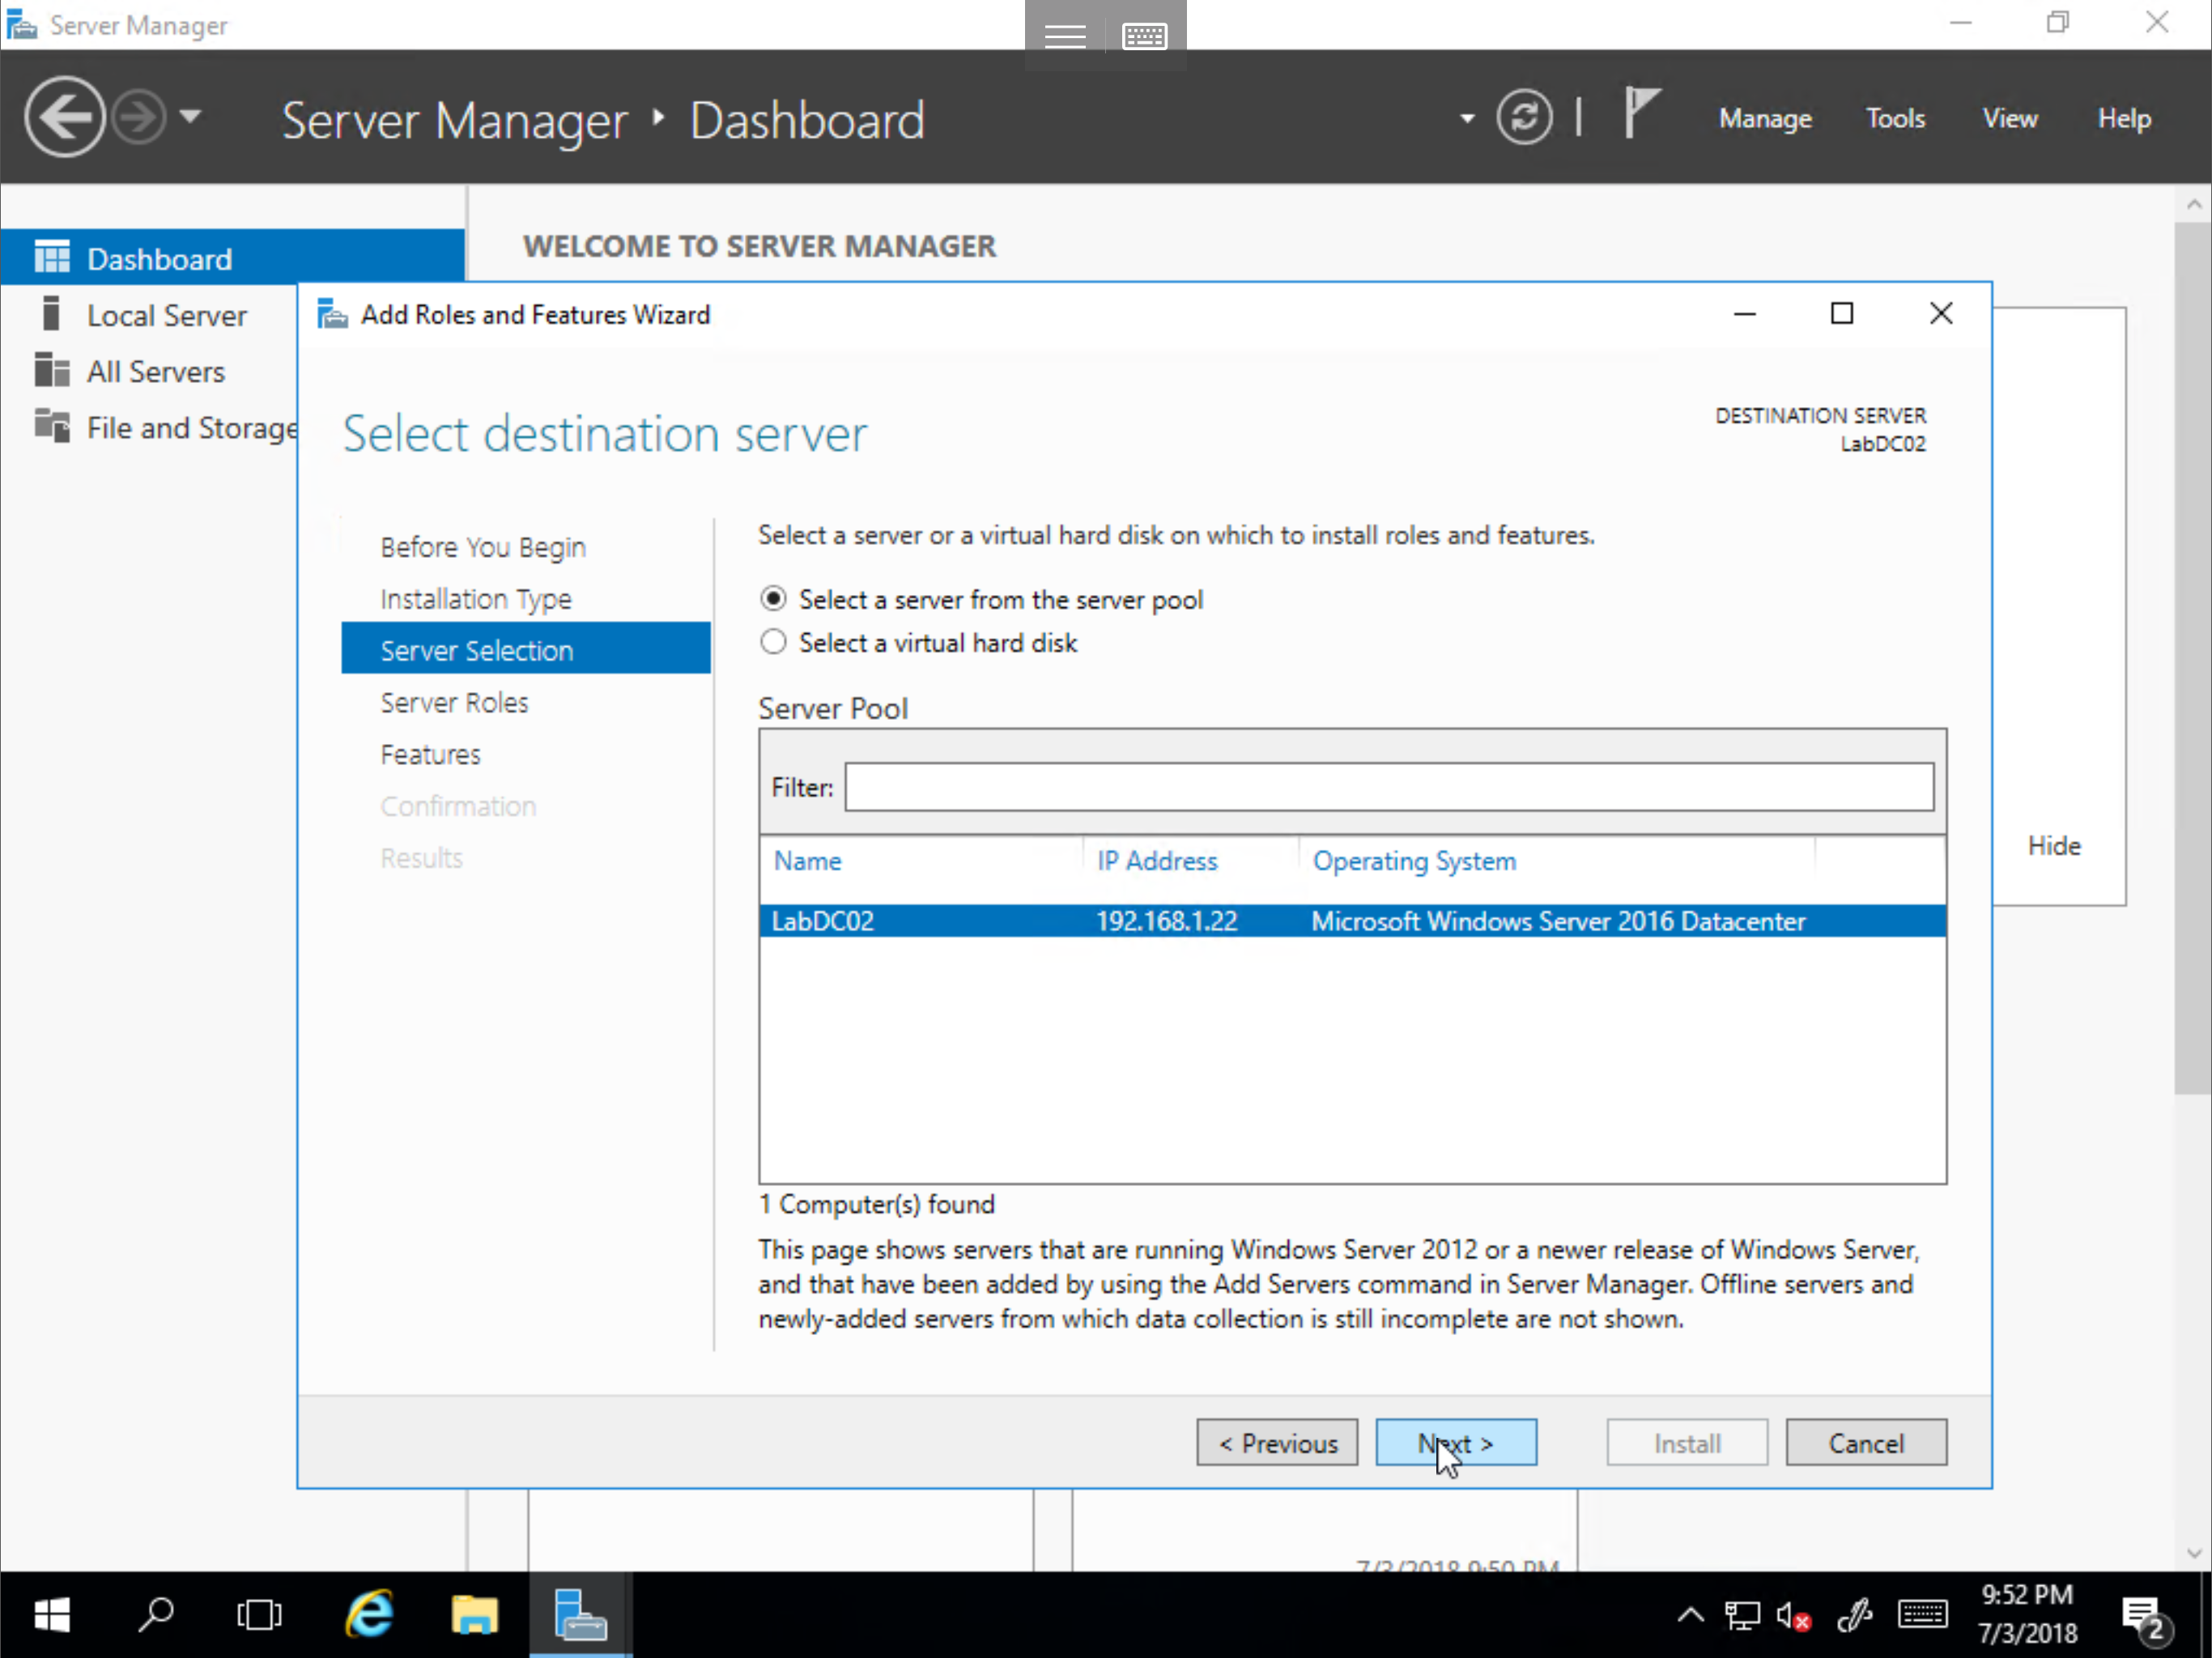 Server Manager
Server Manager ‣ Dashboard
Manage Tools View Help
Dashboard
Local Server
All Servers
File and Storage
WELCOME TO SERVER MANAGER
Add Roles and Features Wizard
Select destination server
DESTINATION SERVER
LabDC02
Before You Begin
Installation Type
Server Selection
Server Roles
Features
Confirmation
Results
Select a server or a virtual hard disk on which to install roles and features.
Select a server from the server pool
Select a virtual hard disk
Server Pool
Filter:
Name IP Address Operating System
LabDC02 192.168.1.22 Microsoft Windows Server 2016 Datacenter
1 Computer(s) found
This page shows servers that are running Windows Server 2012 or a newer release of Windows Server,
and that have been added by using the Add Servers command in Server Manager. Offline servers and
newly-added servers from which data collection is still incomplete are not shown.
Hide
< Previous Next > Install Cancel
7/3/2018 9:50 PM
9:52 PM
7/3/2018
2